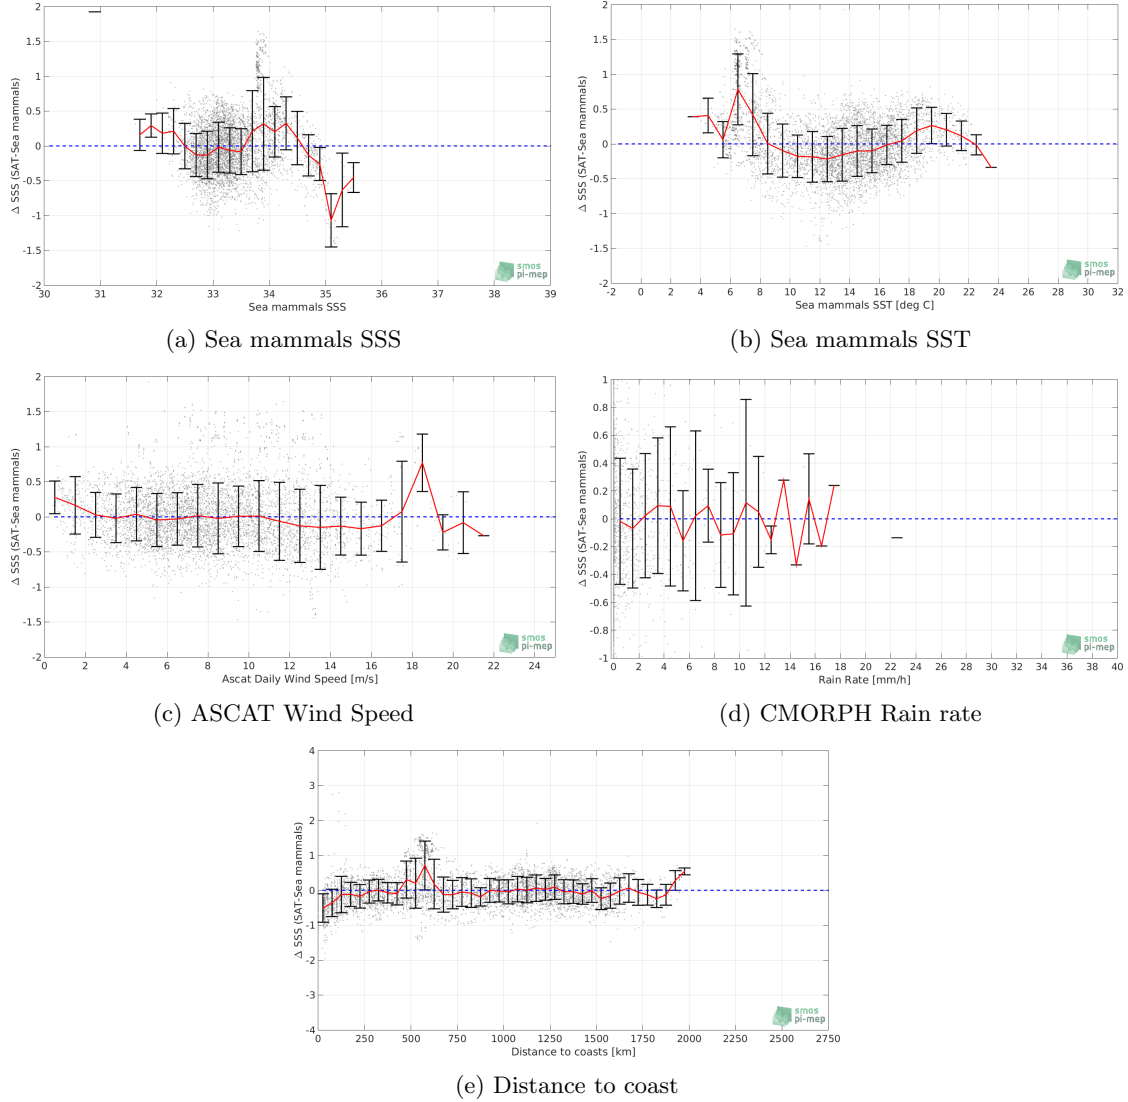 2
1.5
1
0.5
0
-0.5
-1
-1.5
-2
30 31 32 33 34 35 36 37 38 39
Δ SSS (SAT-Sea mammals)
Sea mammals SSS
smos
pi-mep
(a) Sea mammals SSS
2
1.5
1
0.5
0
-0.5
-1
-1.5
-2
-2 0 2 4 6 8 10 12 14 16 18 20 22 24 26 28 30 32
Δ SSS (SAT-Sea mammals)
Sea mammals SST [deg C]
smos
pi-mep
(b) Sea mammals SST
2
1.5
1
0.5
0
-0.5
-1
-1.5
-2
0 2 4 6 8 10 12 14 16 18 20 22 24
Δ SSS (SAT-Sea mammals)
Ascat Daily Wind Speed [m/s]
smos
pi-mep
(c) ASCAT Wind Speed
1
0.8
0.6
0.4
0.2
0
-0.2
-0.4
-0.6
-0.8
-1
0 2 4 6 8 10 12 14 16 18 20 22 24 26 28 30 32 34 36 38 40
Δ SSS (SAT-Sea mammals)
Rain Rate [mm/h]
smos
pi-mep
(d) CMORPH Rain rate
4
3
2
1
0
-1
-2
-3
-4
0 250 500 750 1000 1250 1500 1750 2000 2250 2500 2750
Δ SSS (SAT-Sea mammals)
Distance to coasts [km]
smos
pi-mep
(e) Distance to coast